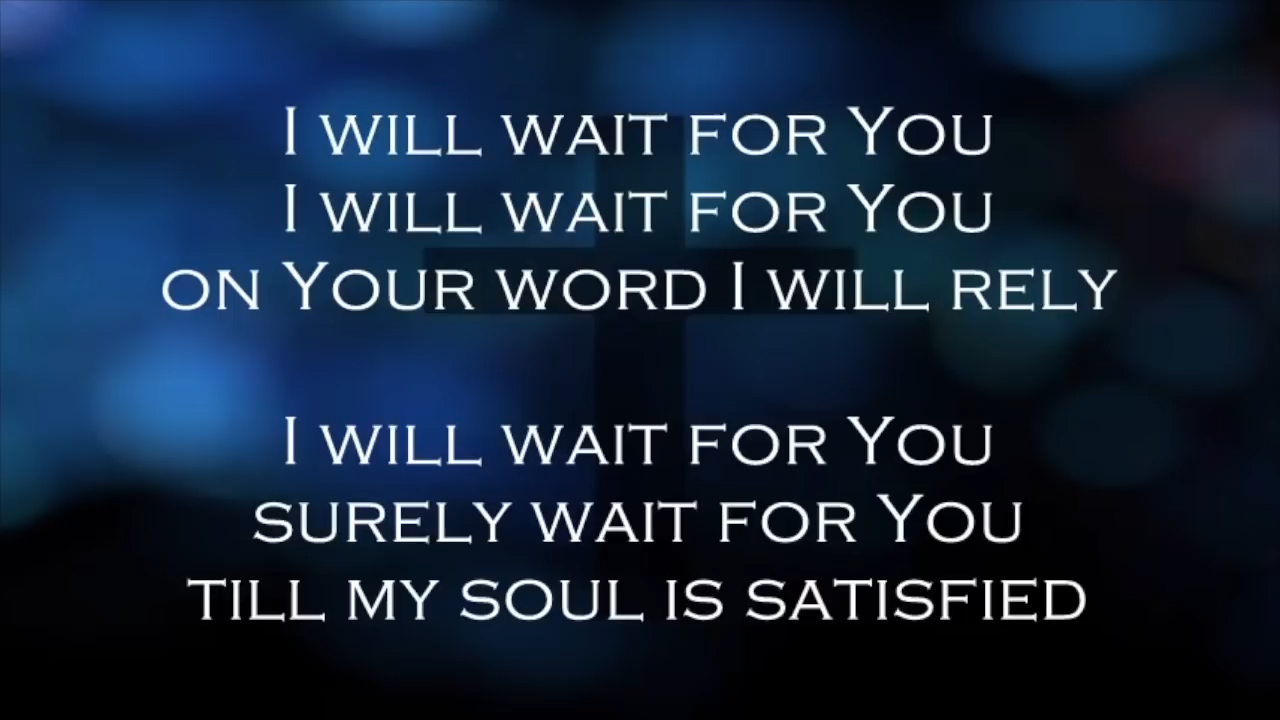 I WILL WAIT FOR YOU
I WILL WAIT FOR YOU
ON YOUR WORD I WILL RELY
I WILL WAIT FOR YOU
SURELY WAIT FOR YOU
TILL MY SOUL IS SATISFIED